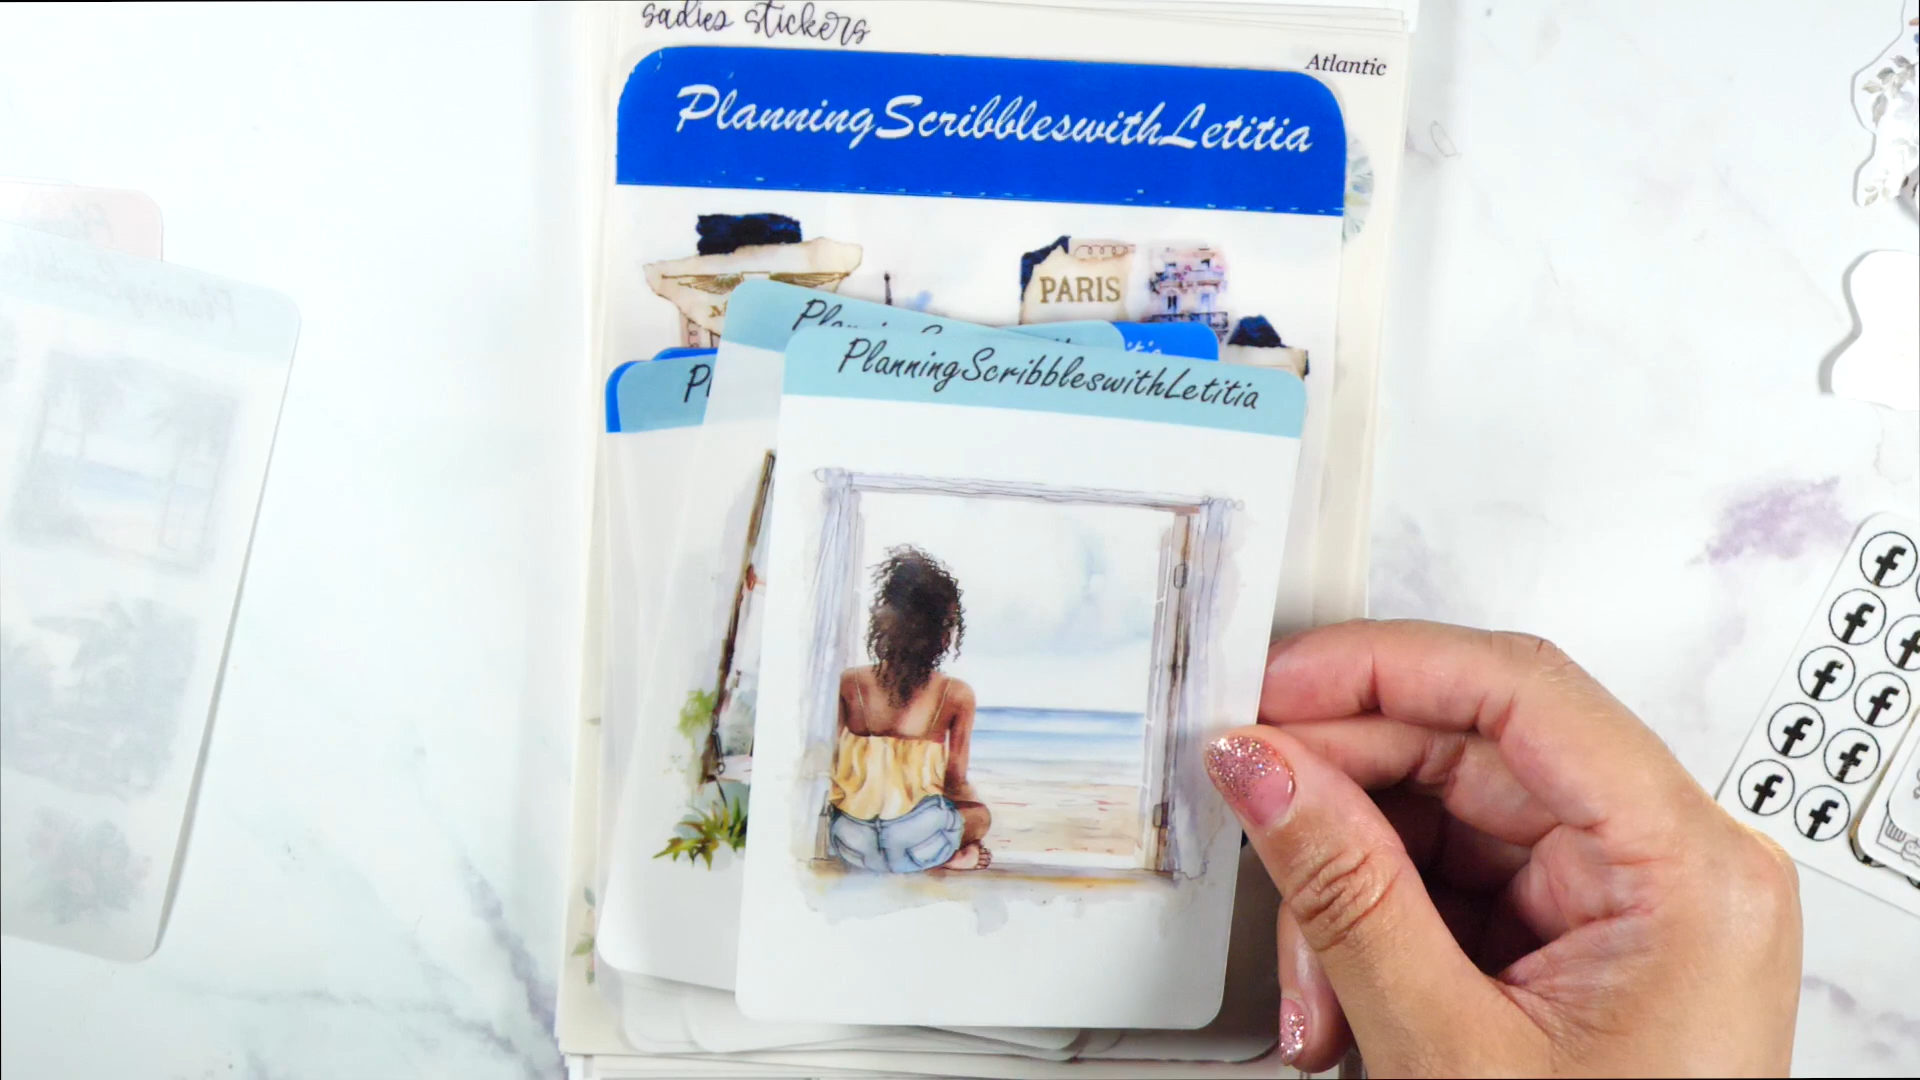 sadies stickers
Atlantic
PlanningScribbleswithLetitia
PARIS
PlanningScribbleswithLetitia
f
f
f
f
f
f
f
f
f